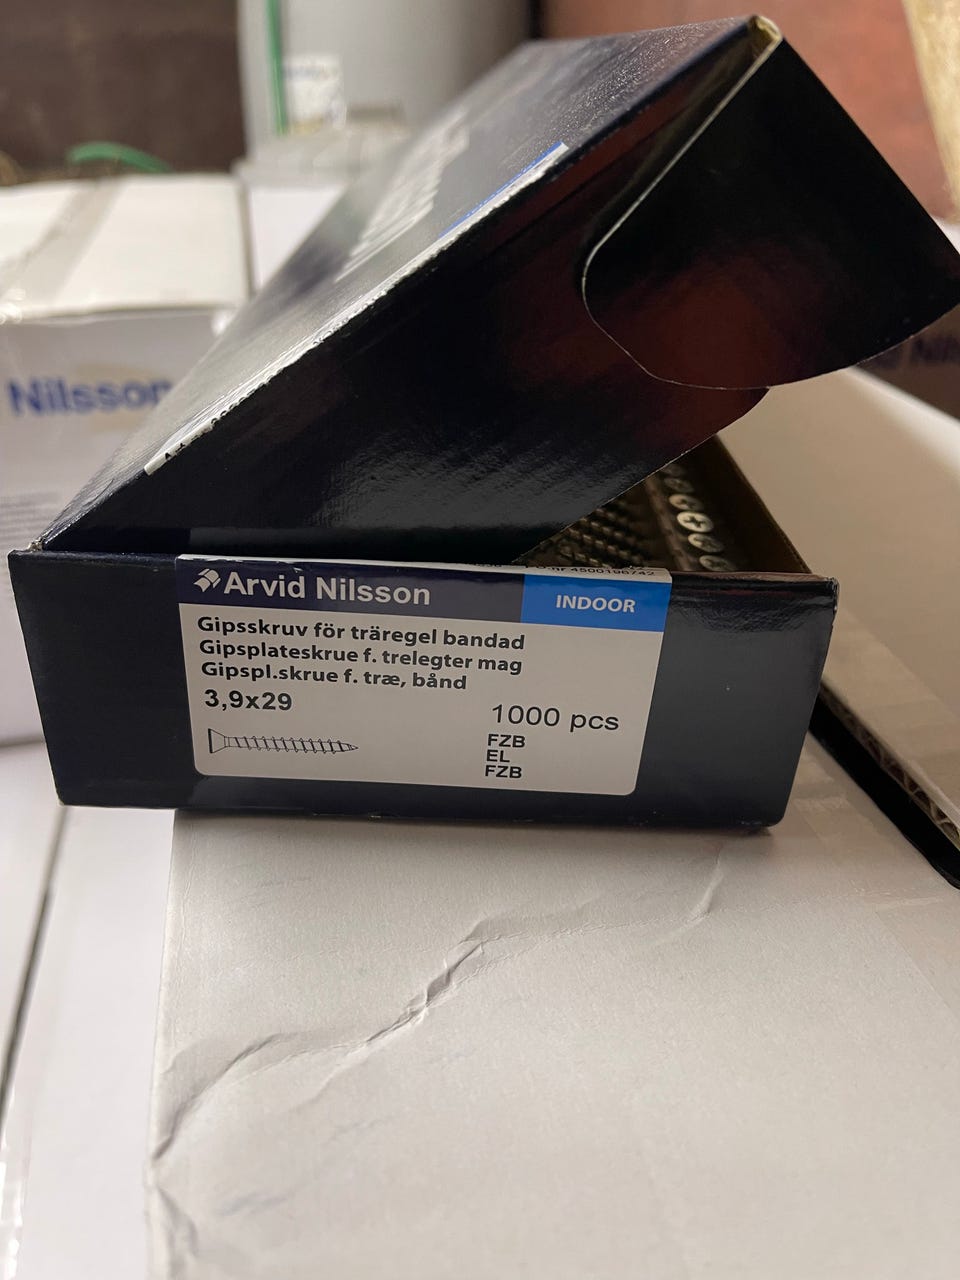 Nilsson
4500196742
Arvid Nilsson
INDOOR
Gipsskruv för träregel bandad
Gipsplateskrue f. trelegter mag
Gipspl.skrue f. træ, bånd
3,9x29
1000 pcs
FZB
EL
FZB